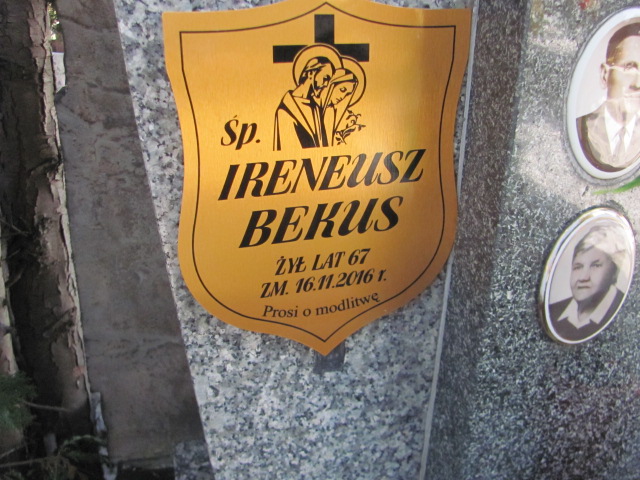 Śp.
IRENEUSZ
BEKUS
ŻYŁ LAT 67
ZM. 16.11.2016 r.
Prosi o modlitwę